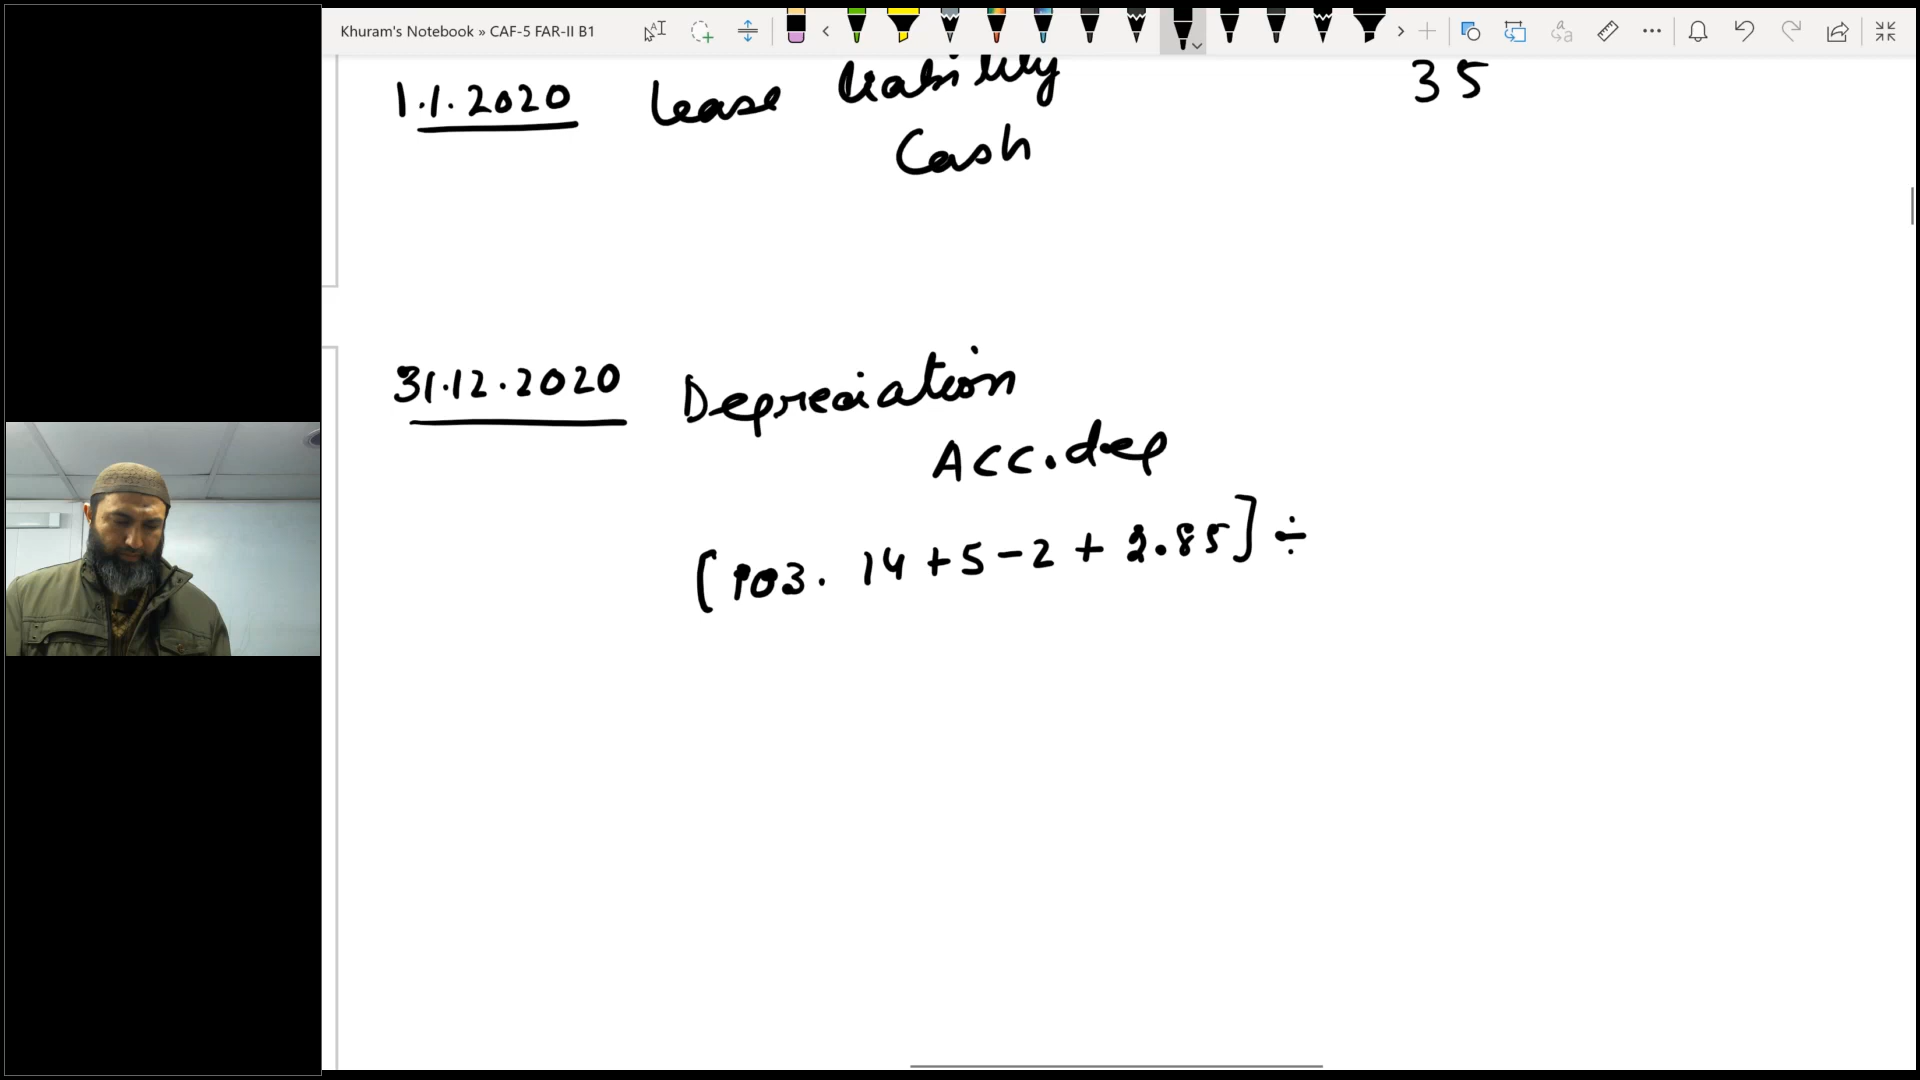 Khuram's Notebook » CAF-5 FAR-II B1
1.1.2020 Lease liability 35
Cash
31.12.2020 Depreciation
Acc.dep
[103.14 + 5 - 2 + 2.85] ÷